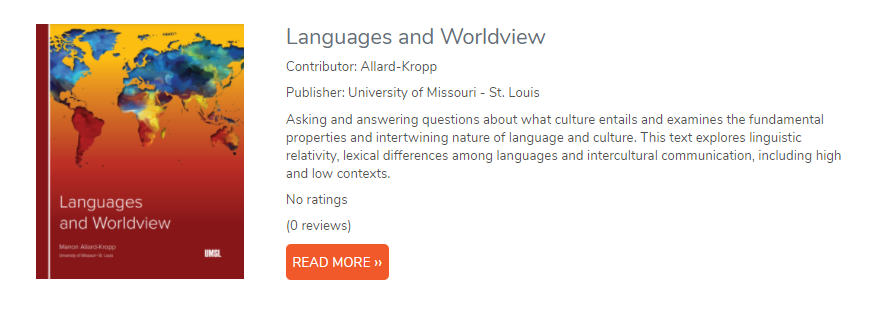 Languages and Worldview
Contributor: Allard-Kropp
Publisher: University of Missouri - St. Louis
Asking and answering questions about what culture entails and examines the fundamental
properties and intertwining nature of language and culture. This text explores linguistic
relativity, lexical differences among languages and intercultural communication, including high
and low contexts.
No ratings
(0 reviews)
READ MORE ››
Languages
and Worldview
Manon Allard-Kropp
University of Missouri–St. Louis
UMSL